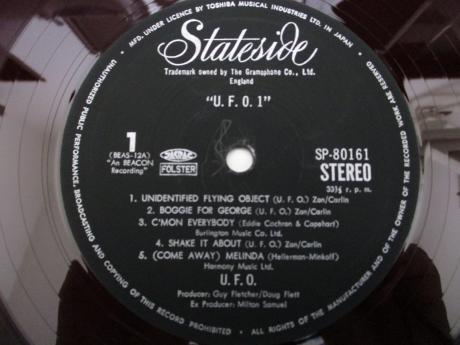 • MFD. UNDER LICENCE BY TOSHIBA MUSICAL INDUSTRIES LTD. IN JAPAN •
Stateside
Trademark owned by The Gramophone Co., Ltd.
England
"U. F. O. 1"
1
(BEAS-12A)
"An BEACON
Recording"
FOLSTER
SP-80161
STEREO
33⅓ r. p. m.
1. UNIDENTIFIED FLYING OBJECT (U. F. O.) Zan/Carlin
2. BOGGIE FOR GEORGE (U. F. O.) Zan/Carlin
3. C'MON EVERYBODY (Eddie Cochran & Capehart)
Burlington Music Co. Ltd.
4. SHAKE IT ABOUT (U. F. O.) Zan/Carlin
5. (COME AWAY) MELINDA (Hellerman-Minkoff)
Harmony Music Ltd.
U. F. O.
Producer: Guy Fletcher/Doug Flett
Ex Producer: Milton Samuel
ALL RIGHTS OF THE MANUFACTURER AND OF THE OWNER OF THE RECORDED WORK ARE RESERVED.
UNAUTHORIZED PUBLIC PERFORMANCE, BROADCASTING AND COPYING OF THIS RECORD PROHIBITED •